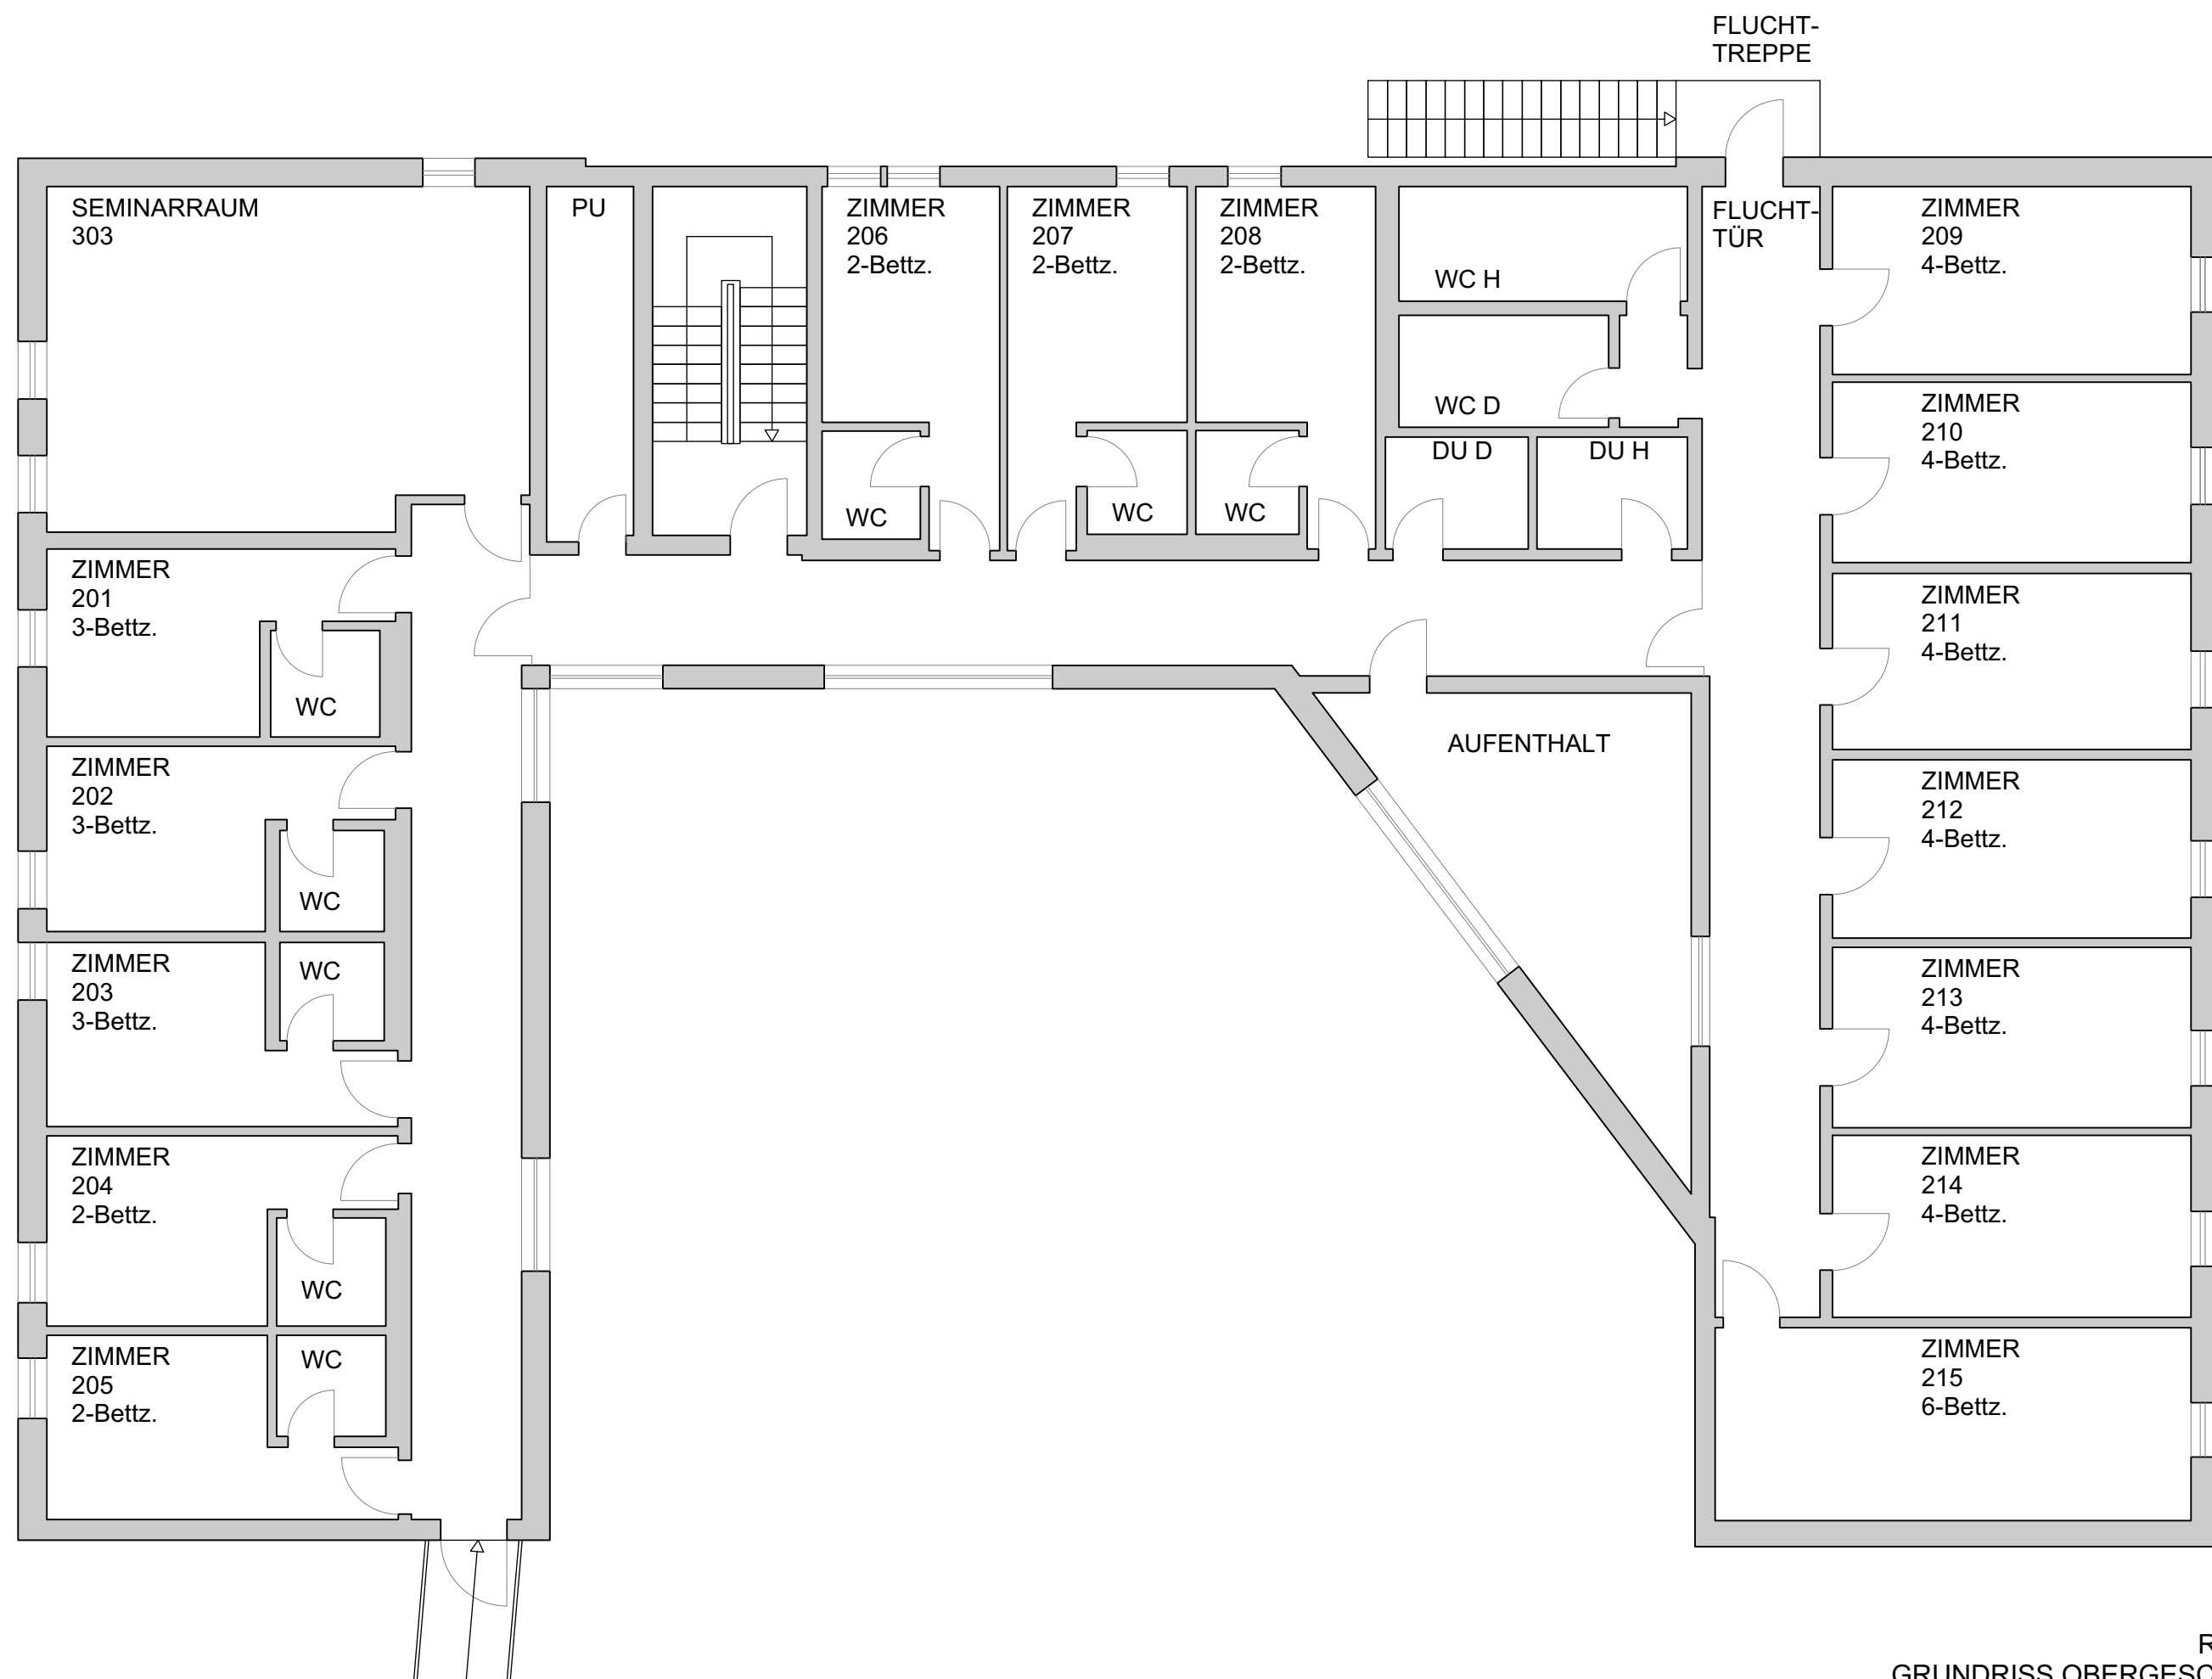 FLUCHT-
TREPPE
SEMINARRAUM
303
PU
ZIMMER
206
2-Bettz.
ZIMMER
207
2-Bettz.
ZIMMER
208
2-Bettz.
WC H
FLUCHT-
TÜR
ZIMMER
209
4-Bettz.
WC D
ZIMMER
210
4-Bettz.
DU D
DU H
WC
WC
WC
ZIMMER
201
3-Bettz.
WC
ZIMMER
211
4-Bettz.
AUFENTHALT
ZIMMER
202
3-Bettz.
WC
ZIMMER
212
4-Bettz.
ZIMMER
203
3-Bettz.
WC
ZIMMER
213
4-Bettz.
ZIMMER
204
2-Bettz.
WC
ZIMMER
214
4-Bettz.
ZIMMER
205
2-Bettz.
WC
ZIMMER
215
6-Bettz.
GRUNDRISS